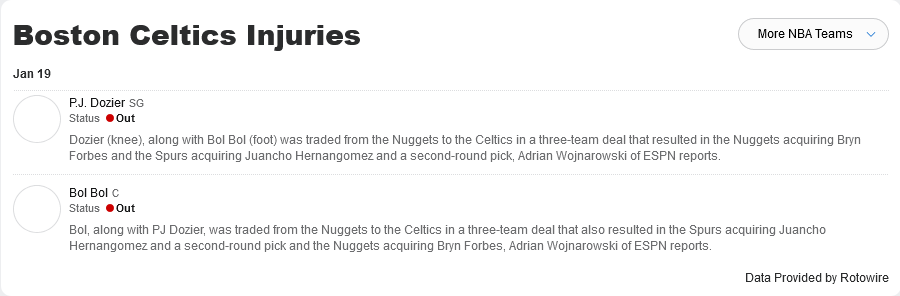 Boston Celtics Injuries
More NBA Teams
Jan 19
P.J. Dozier SG
Status Out
Dozier (knee), along with Bol Bol (foot) was traded from the Nuggets to the Celtics in a three-team deal that resulted in the Nuggets acquiring Bryn
Forbes and the Spurs acquiring Juancho Hernangomez and a second-round pick, Adrian Wojnarowski of ESPN reports.
Bol Bol C
Status Out
Bol, along with PJ Dozier, was traded from the Nuggets to the Celtics in a three-team deal that also resulted in the Spurs acquiring Juancho
Hernangomez and a second-round pick and the Nuggets acquiring Bryn Forbes, Adrian Wojnarowski of ESPN reports.
Data Provided by Rotowire